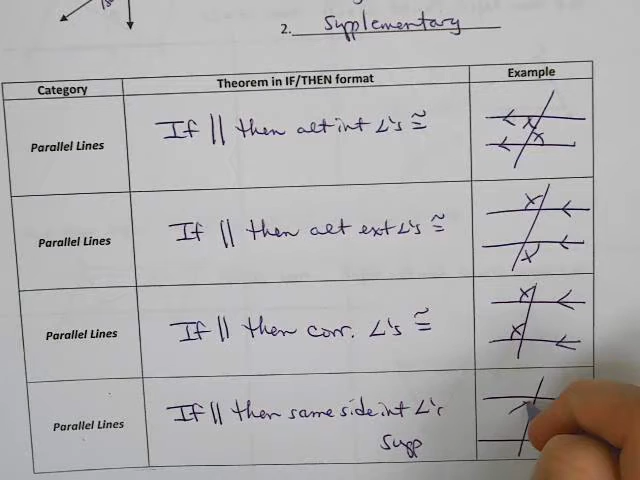 2. Supplementary
Category Theorem in IF/THEN format Example
Parallel Lines If || then alt int ∠'s ≅
Parallel Lines If || then alt ext ∠'s ≅
Parallel Lines If || then corr. ∠'s ≅
Parallel Lines If || then same side int ∠'s
supp